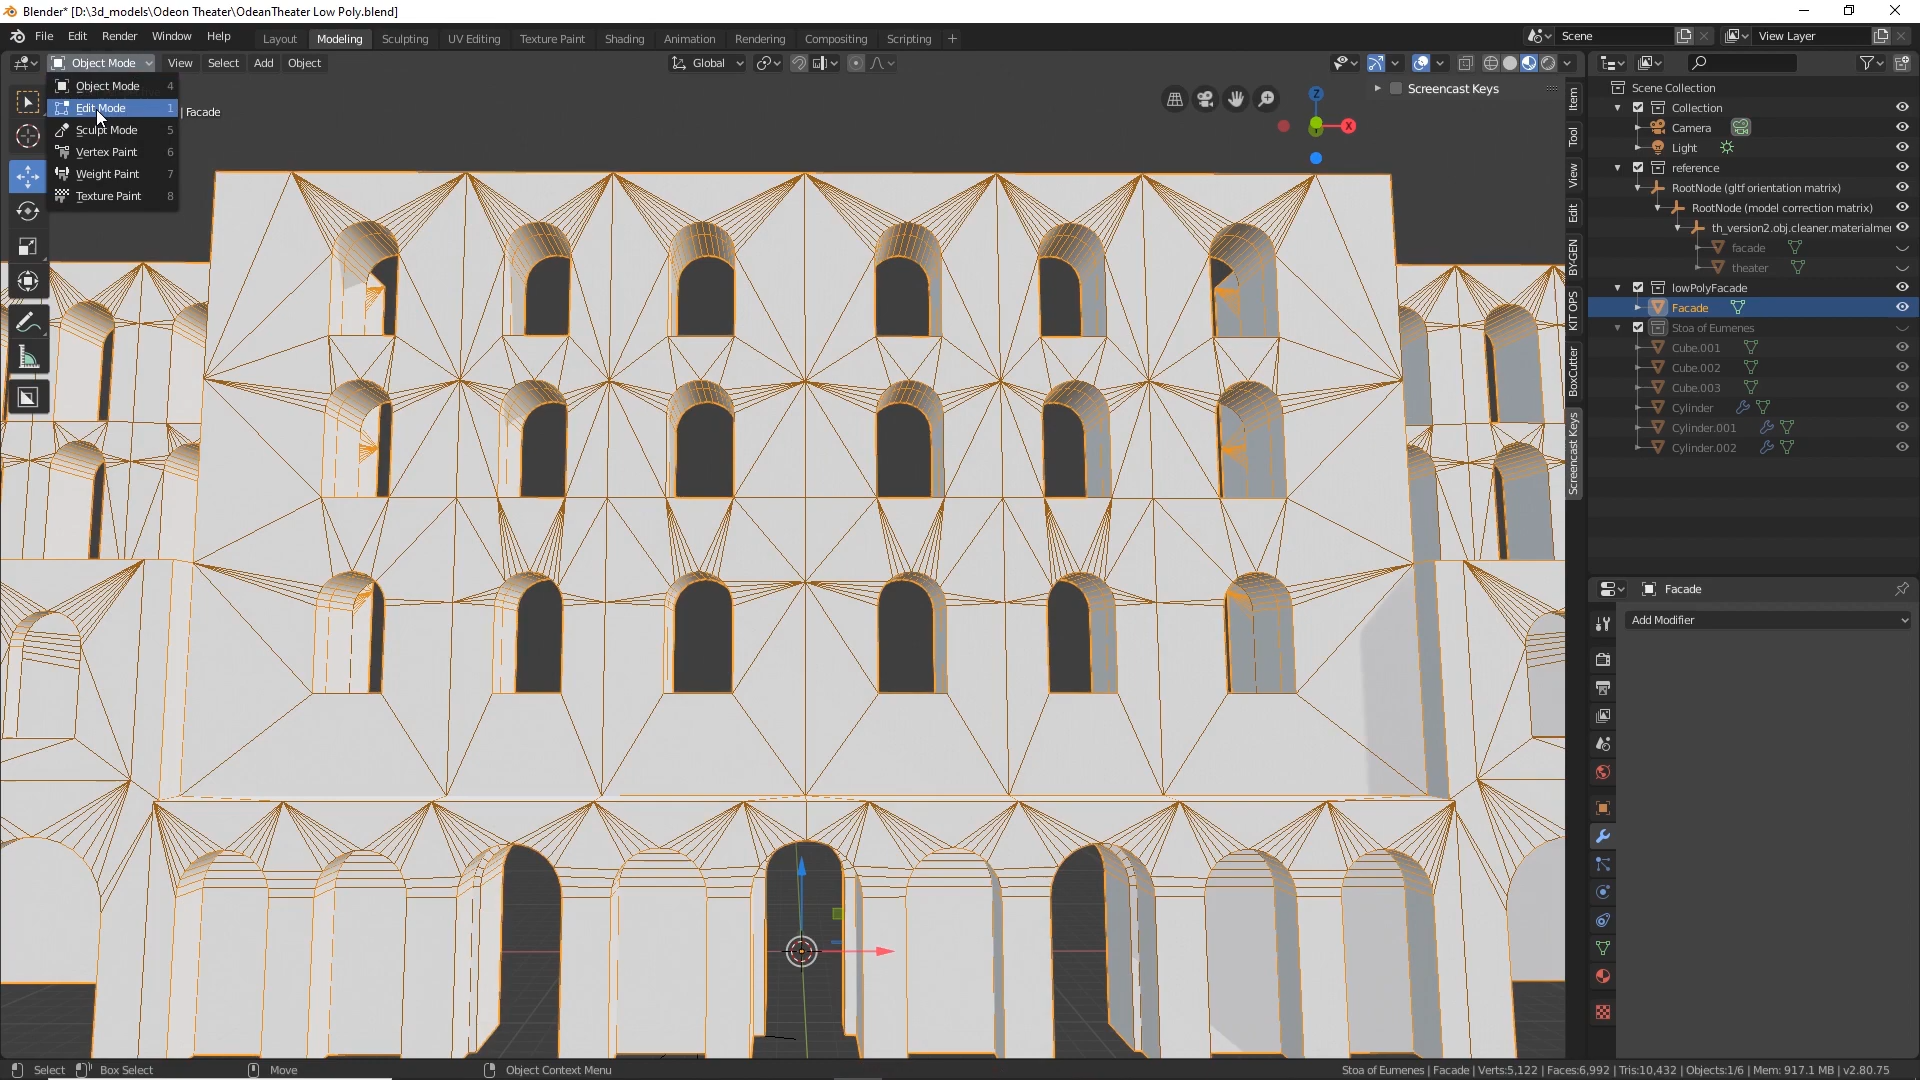 Blender* [D:\3d_models\Odeon Theater\OdeanTheater Low Poly.blend]
File Edit Render Window Help
Layout Modeling Sculpting UV Editing Texture Paint Shading Animation Rendering Compositing Scripting +
Scene
View Layer
Object Mode View Select Add Object
Global
Object Mode 4
Edit Mode 1
Sculpt Mode 5
Vertex Paint 6
Weight Paint 7
Texture Paint 8
| Facade
Screencast Keys
Z
X
Item
Tool
View
Edit
BY-GEN
KIT OPS
BoxCutter
Screencast Keys
Scene Collection
Collection
Camera
Light
reference
RootNode (gltf orientation matrix)
RootNode (model correction matrix)
th_version2.obj.cleaner.materialmer
facade
theater
lowPolyFacade
Facade
Stoa of Eumenes
Cube.001
Cube.002
Cube.003
Cylinder
Cylinder.001
Cylinder.002
Facade
Add Modifier
Select Box Select Move Object Context Menu
Stoa of Eumenes | Facade | Verts:5,122 | Faces:6,992 | Tris:10,432 | Objects:1/6 | Mem: 917.1 MB | v2.80.75